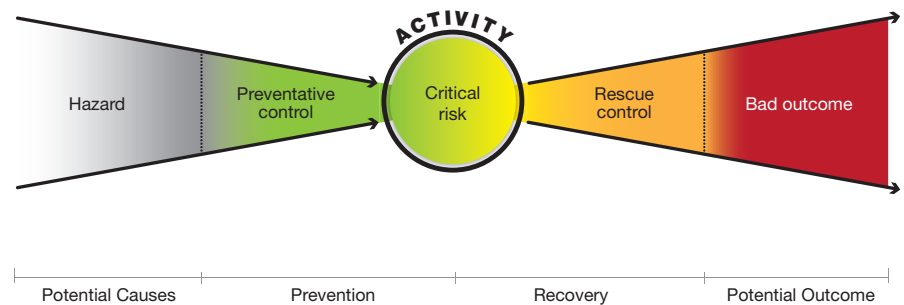 ACTIVITY
Hazard
Preventative
control
Critical
risk
Rescue
control
Bad outcome
Potential Causes
Prevention
Recovery
Potential Outcome